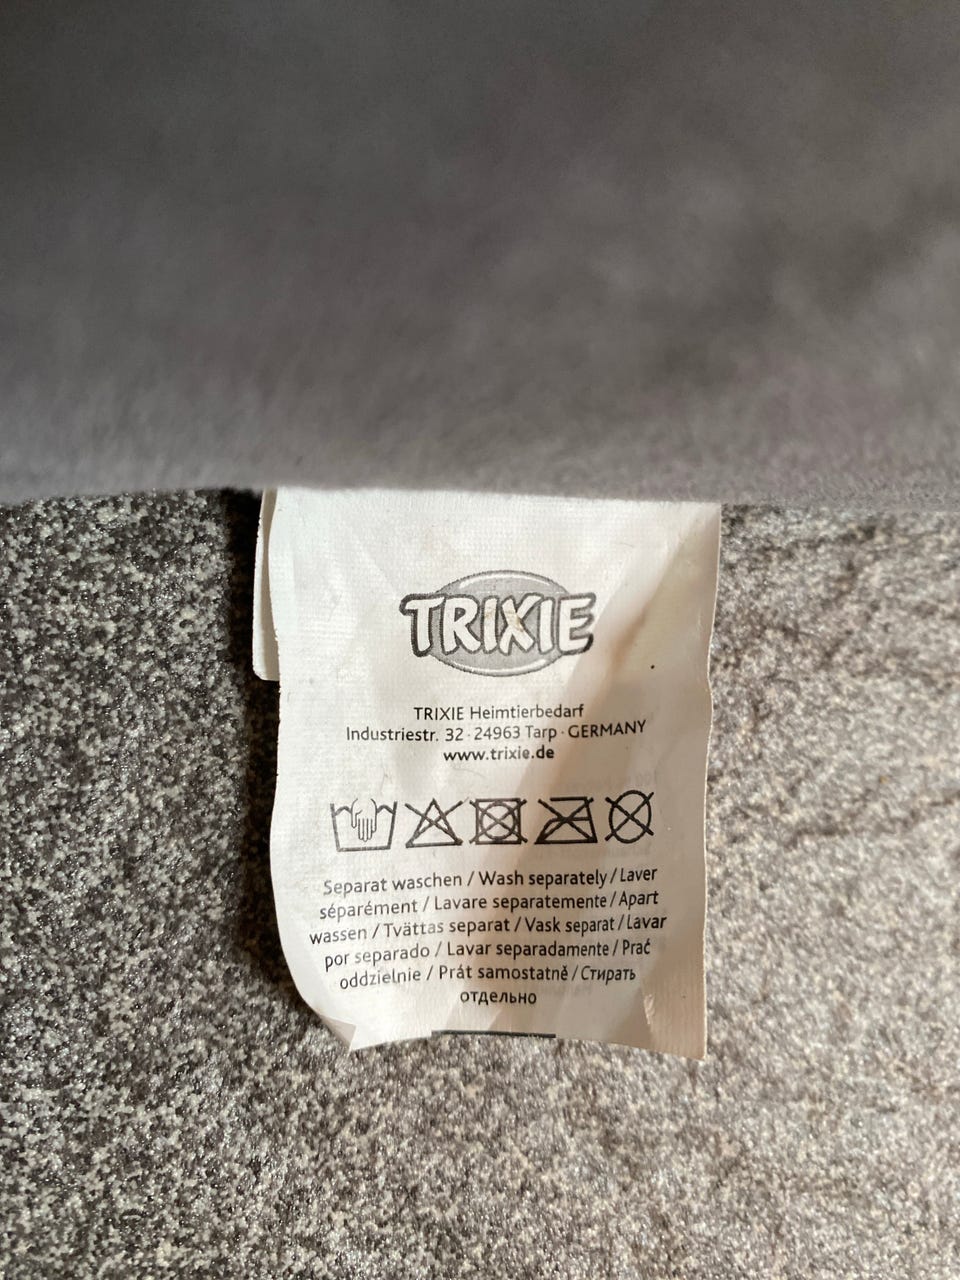 TRIXIE
TRIXIE Heimtierbedarf
Industriestr. 32 · 24963 Tarp · GERMANY
www.trixie.de
Separat waschen / Wash separately / Laver
séparément / Lavare separatemente / Apart
wassen / Tvättas separat / Vask separat / Lavar
por separado / Lavar separadamente / Prać
oddzielnie / Prát samostatně / Стирать
отдельно